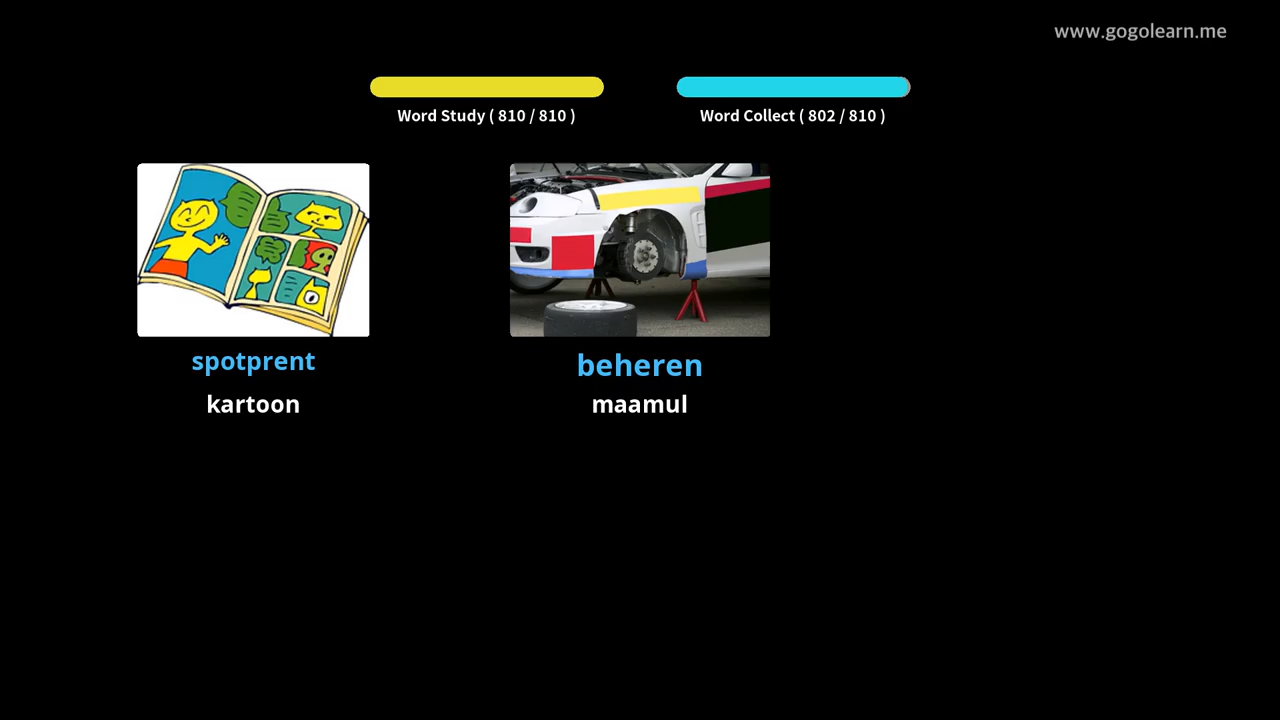 www.gogolearn.me
Word Study ( 810 / 810 )
Word Collect ( 802 / 810 )
spotprent
beheren
kartoon
maamul